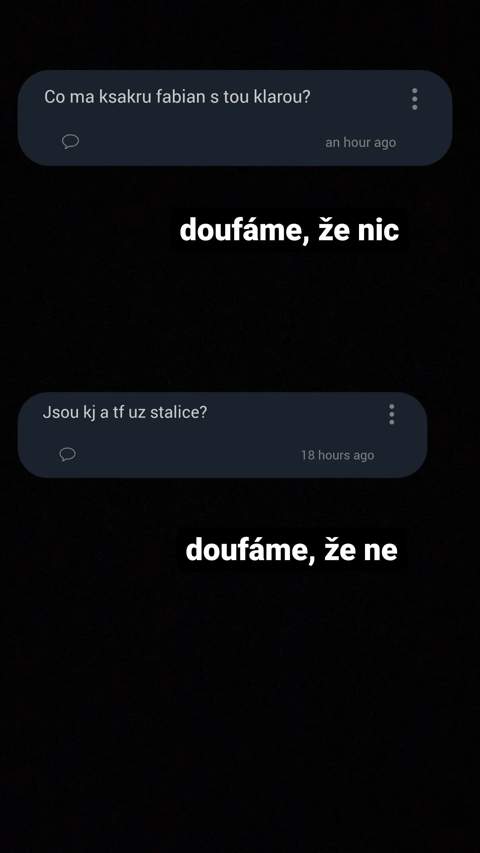 Co ma ksakru fabian s tou klarou?
an hour ago
doufáme, že nic
Jsou kj a tf uz stalice?
18 hours ago
doufáme, že ne